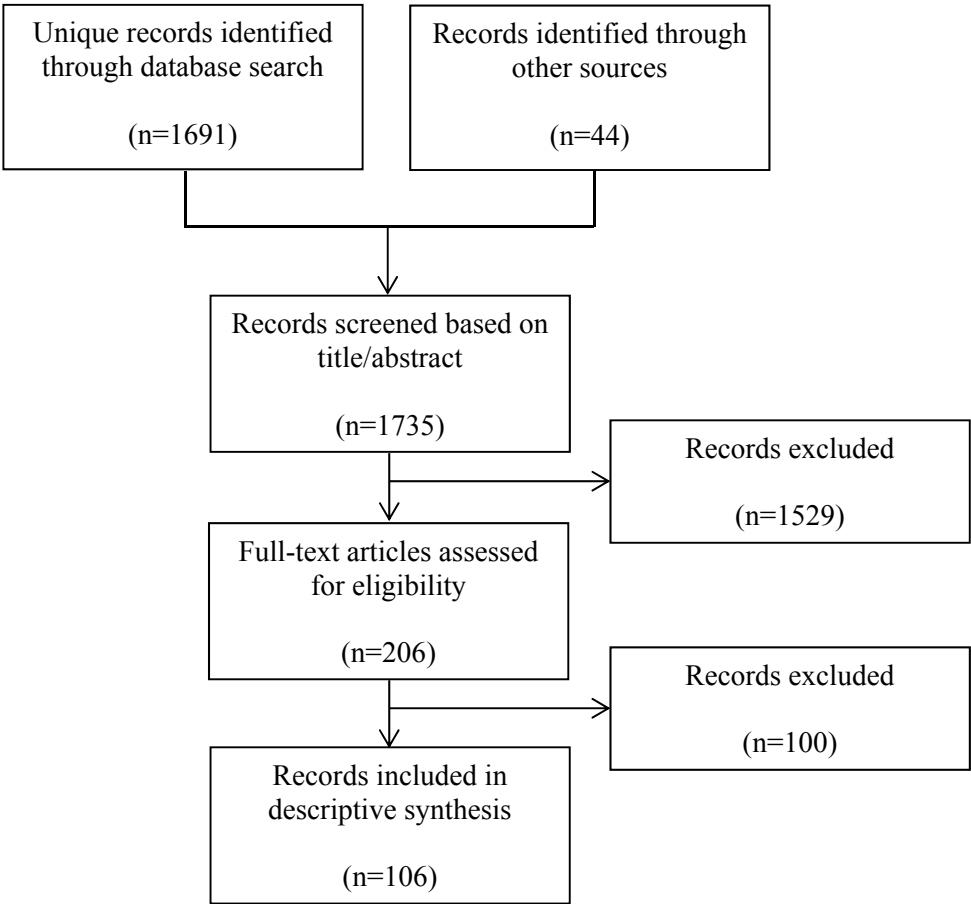 Unique records identified
through database search
(n=1691)
Records identified through
other sources
(n=44)
Records screened based on
title/abstract
(n=1735)
Records excluded
(n=1529)
Full-text articles assessed
for eligibility
(n=206)
Records excluded
(n=100)
Records included in
descriptive synthesis
(n=106)